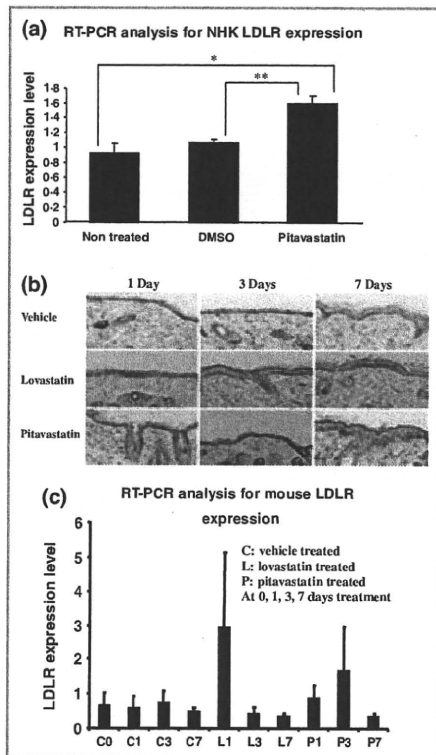 (a)
RT-PCR analysis for NHK LDLR expression
*
**
LDLR expression level
1·8
1·6
1·4
1·2
1
0·8
0·6
0·4
0·2
0
Non treated DMSO Pitavastatin
(b)
1 Day 3 Days 7 Days
Vehicle
Lovastatin
Pitavastatin
(c)
RT-PCR analysis for mouse LDLR
expression
C: vehicle treated
L: lovastatin treated
P: pitavastatin treated
At 0, 1, 3, 7 days treatment
LDLR expression level
6
5
4
3
2
1
0
C0 C1 C3 C7 L1 L3 L7 P1 P3 P7